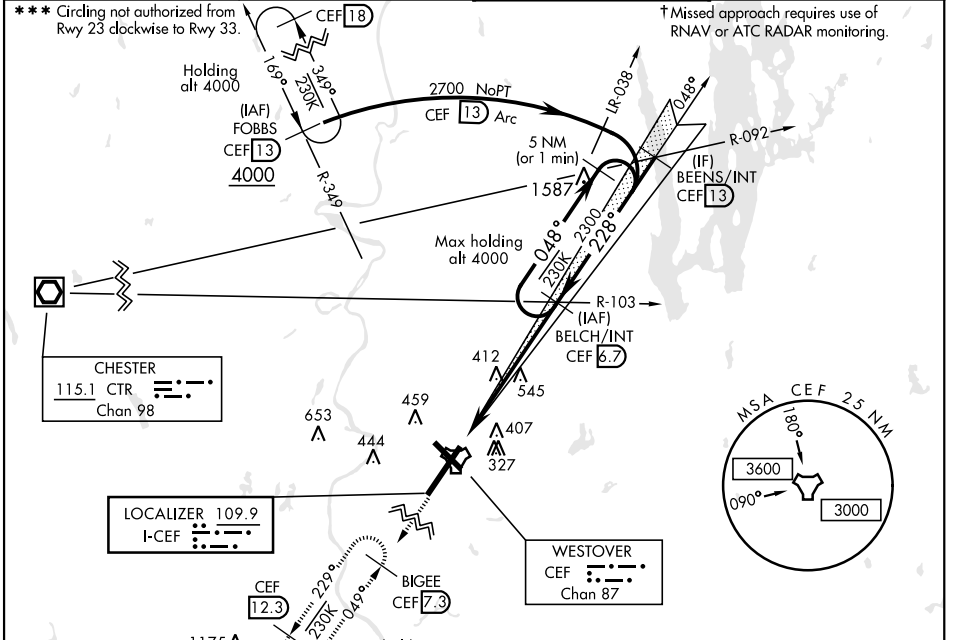 *** Circling not authorized from
Rwy 23 clockwise to Rwy 33.
CEF 18
†Missed approach requires use of
RNAV or ATC RADAR monitoring.
Holding
alt 4000
169°
349°
230K
(IAF)
FOBBS
CEF 13
4000
R-349
2700 NoPT
CEF 13 Arc
lR-038
048°
R-092
5 NM
(or 1 min)
1587
(IF)
BEENS/INT
CEF 13
Max holding
alt 4000
048°
230K
2300
228°
R-103
(IAF)
BELCH/INT
CEF 6.7
CHESTER
115.1 CTR
Chan 98
412
545
653
459
444
407
327
LOCALIZER 109.9
I-CEF
WESTOVER
CEF
Chan 87
MSA CEF 25 NM
180°
3600
090°
3000
CEF
12.3
229°
230K
049°
BIGEE
CEF 7.3
1175